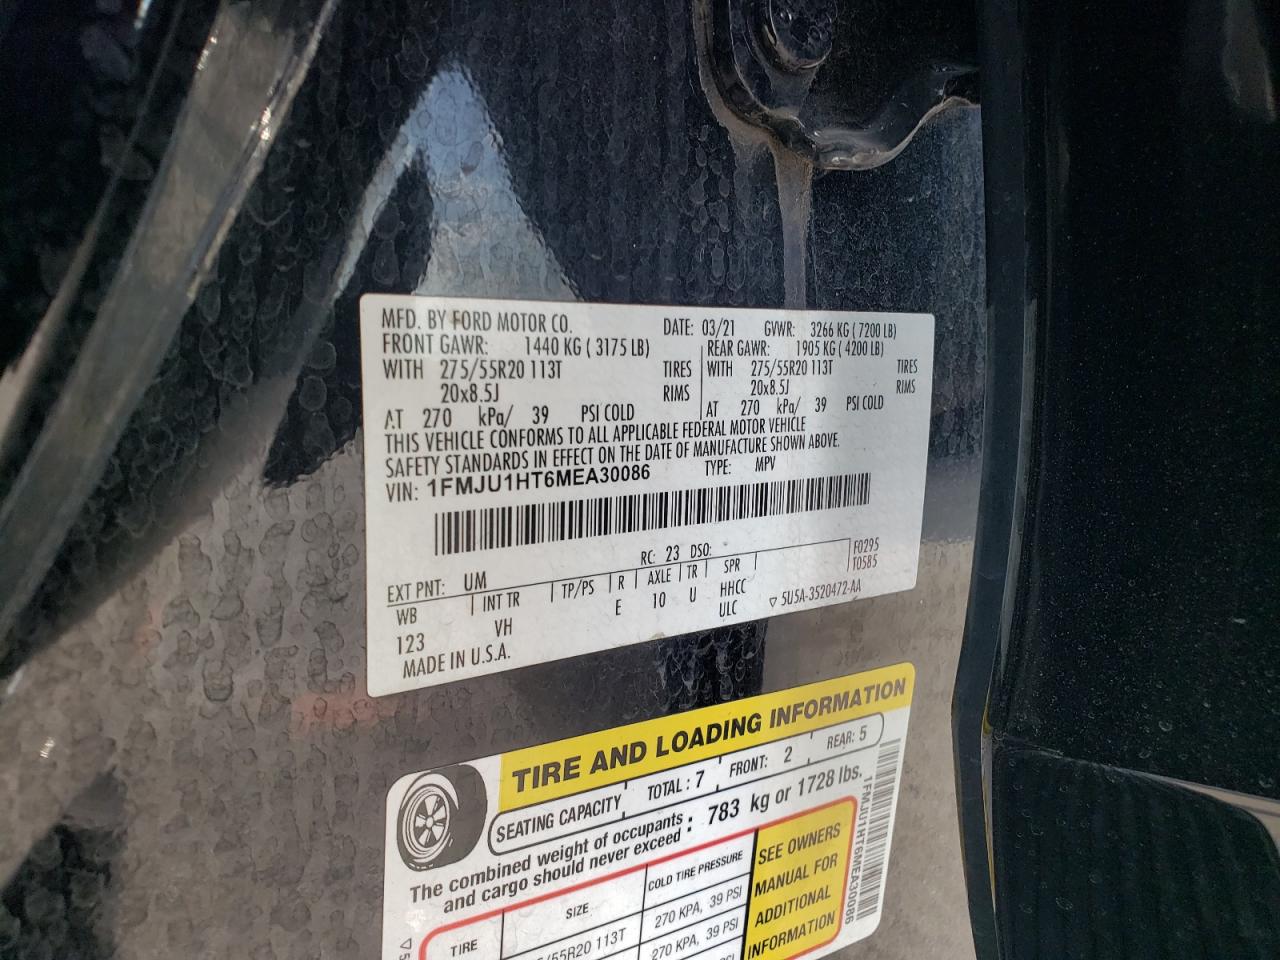 MFD. BY FORD MOTOR CO. DATE: 03/21 GVWR: 3266 KG ( 7200 LB)
FRONT GAWR: 1440 KG ( 3175 LB) REAR GAWR: 1905 KG ( 4200 LB)
WITH 275/55R20 113T TIRES WITH 275/55R20 113T TIRES
20x8.5J RIMS 20x8.5J RIMS
AT 270 kPa/ 39 PSI COLD AT 270 kPa/ 39 PSI COLD
THIS VEHICLE CONFORMS TO ALL APPLICABLE FEDERAL MOTOR VEHICLE
SAFETY STANDARDS IN EFFECT ON THE DATE OF MANUFACTURE SHOWN ABOVE.
VIN: 1FMJU1HT6MEA30086 TYPE: MPV
EXT PNT: UM RC: 23 DSO: F0295
T0585
WB INT TR TP/PS R AXLE TR SPR
123 VH E 10 U HHCC
ULC
5U5A-3520472-AA
MADE IN U.S.A.
TIRE AND LOADING INFORMATION
SEATING CAPACITY TOTAL : 7 FRONT: 2 REAR: 5
The combined weight of occupants
and cargo should never exceed : 783 kg or 1728 lbs.
TIRE SIZE COLD TIRE PRESSURE
55R20 113T 270 KPA, 39 PSI
270 KPA, 39 PSI
SEE OWNERS
MANUAL FOR
ADDITIONAL
INFORMATION
1FMJU1HT6MEA30086